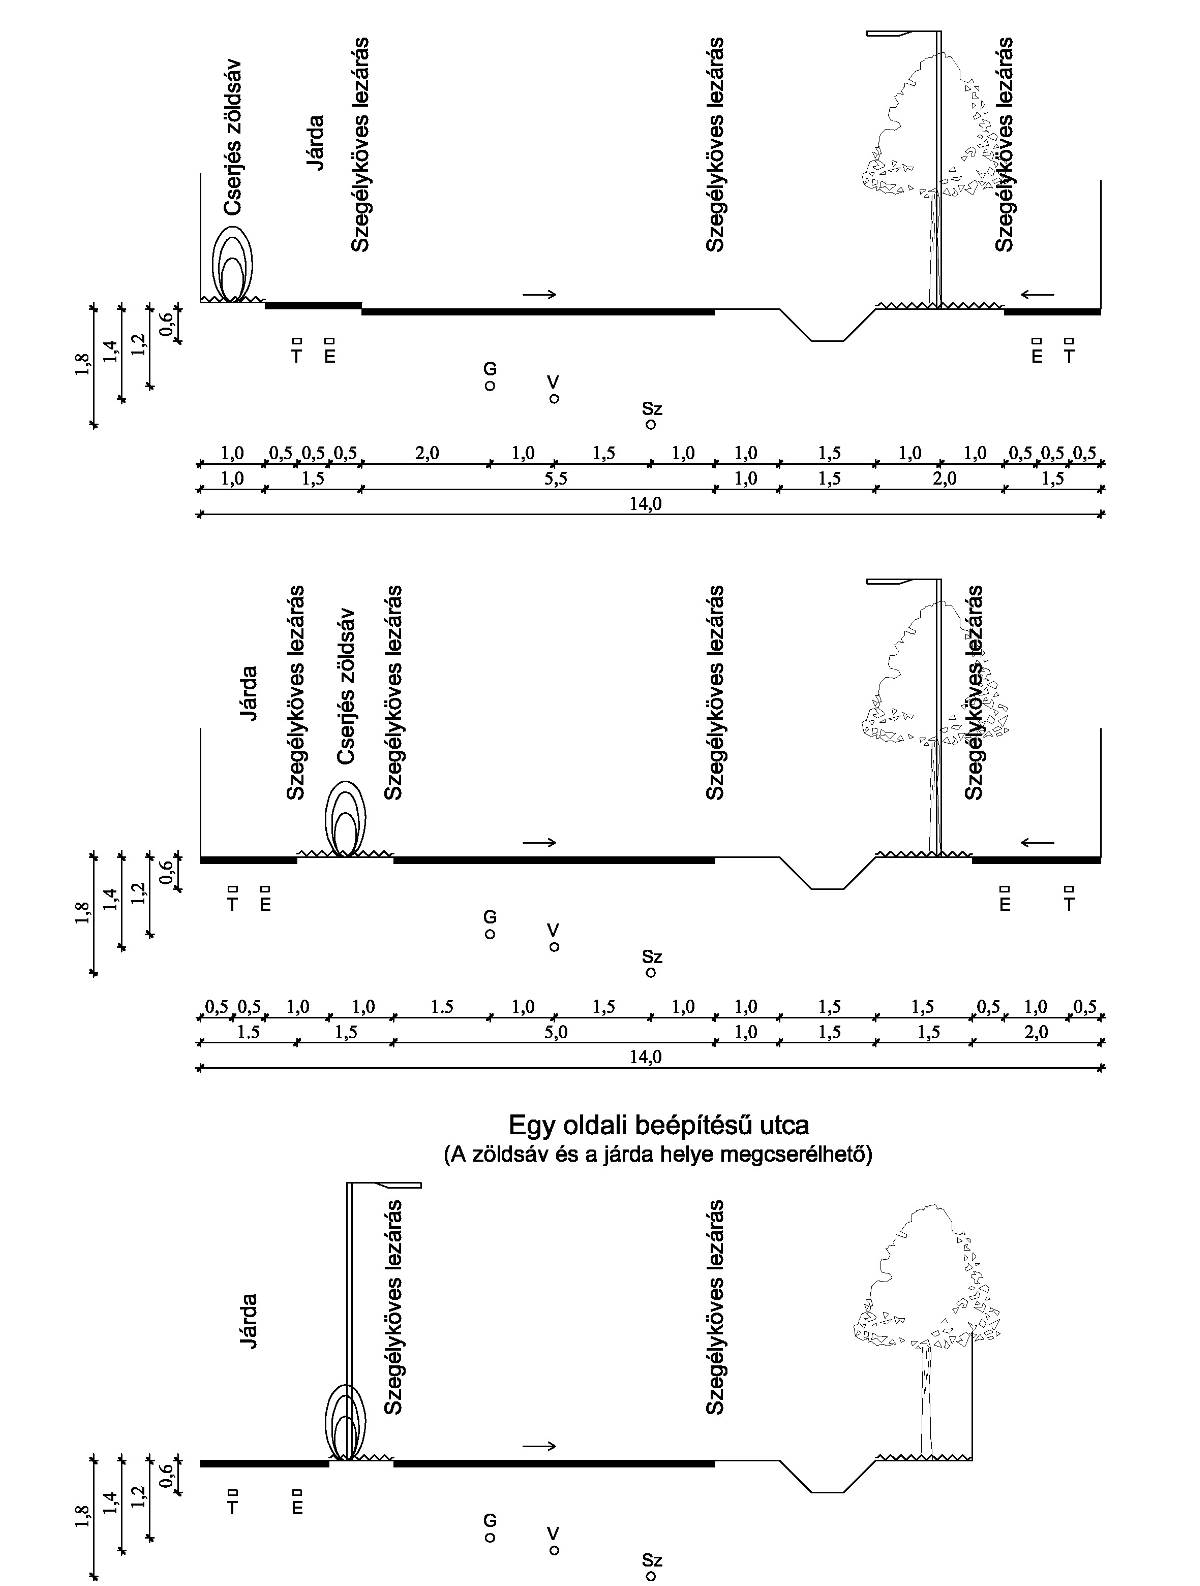 Cserjés zöldsáv
Járda
Szegélyköves lezárás
Szegélyköves lezárás
Szegélyköves lezárás
1,8
1,4
1,2
0,6
T
E
G
V
Sz
E
T
1,0 0,5 0,5 0,5 2,0 1,0 1,5 1,0 1,0 1,5 1,0 1,0 0,5 0,5 0,5
1,0 1,5 5,5 1,0 1,5 2,0 1,5
14,0
Járda
Szegélyköves lezárás
Cserjés zöldsáv
Szegélyköves lezárás
Szegélyköves lezárás
Szegélyköves lezárás
1,8
1,4
1,2
0,6
T
E
G
V
Sz
E
T
0,5 0,5 1,0 1,0 1.5 1,0 1,5 1,0 1,0 1,5 1,5 0,5 1,0 0,5
1.5 1,5 5,0 1,0 1,5 1,5 2,0
14,0
Egy oldali beépítésű utca
(A zöldsáv és a járda helye megcserélhető)
Járda
Szegélyköves lezárás
Szegélyköves lezárás
1,8
1,4
1,2
0,6
T
E
G
V
Sz